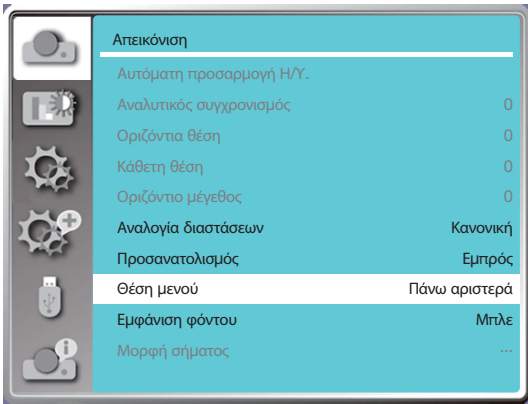 Απεικόνιση
Αυτόματη προσαρμογή Η/Υ.
Αναλυτικός συγχρονισμός 0
Οριζόντια θέση 0
Κάθετη θέση 0
Οριζόντιο μέγεθος 0
Αναλογία διαστάσεων Κανονική
Προσανατολισμός Εμπρός
Θέση μενού Πάνω αριστερά
Εμφάνιση φόντου Μπλε
Μορφή σήματος ...